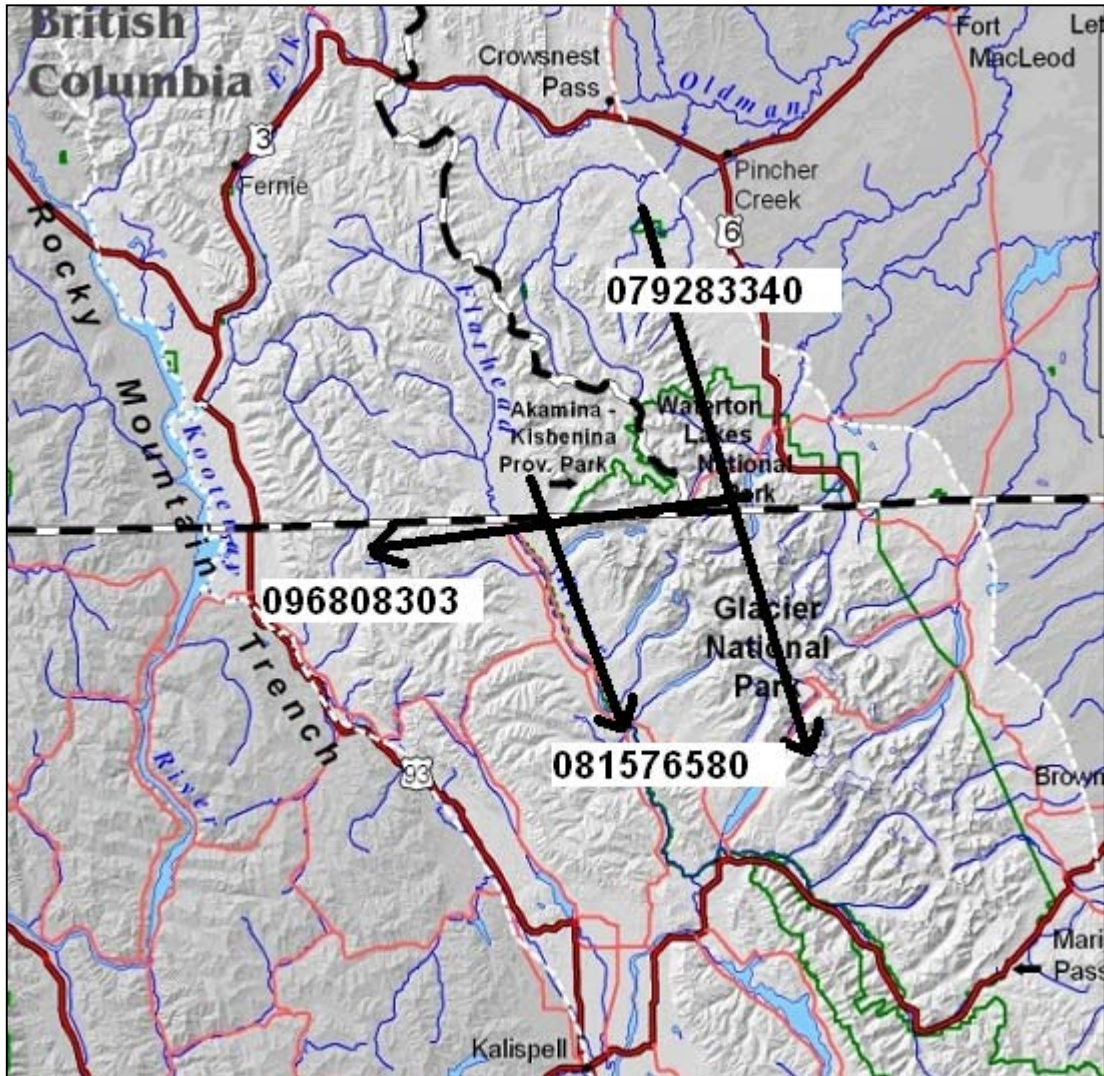 British
Columbia
Elk
Crowsnest
Pass
Oldman
Fort
MacLeod
Let
3
Fernie
Pincher
Creek
6
Rocky
Mountain
Trench
Flathead
079283340
Akamina -
Kishenina
Prov. Park
Waterton
Lakes
National
Park
Kootenay
096808303
Glacier
National
Park
081576580
River
93
Brown
Mari
Pass
Kalispell